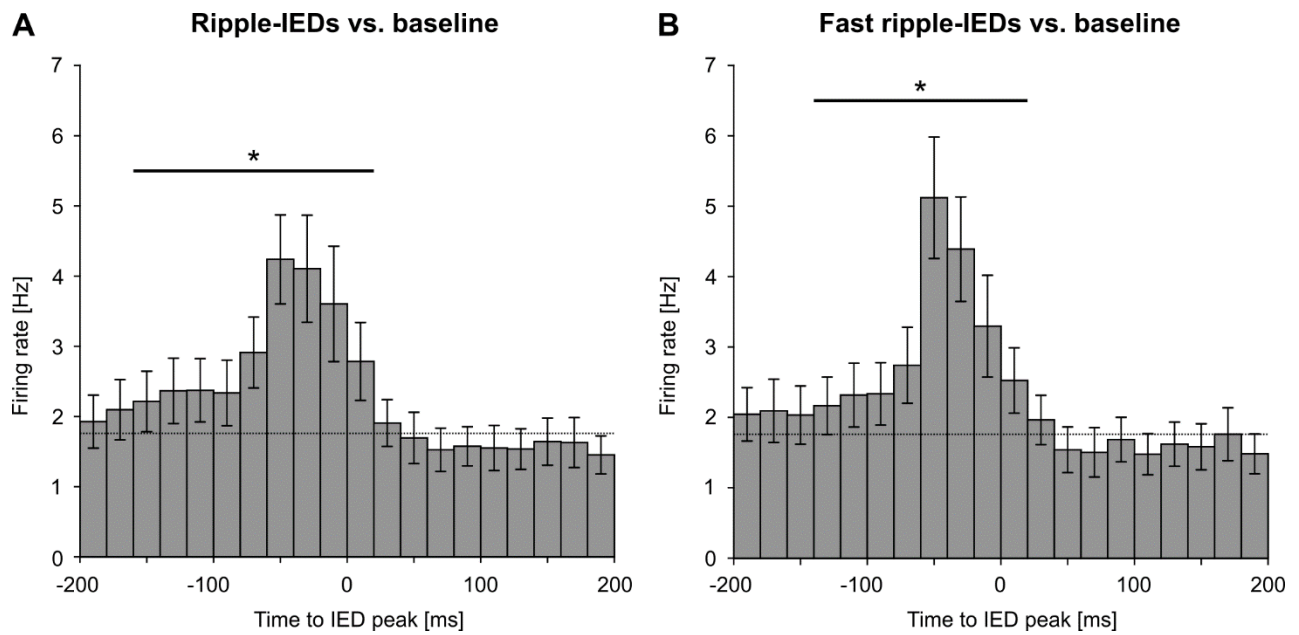 A Ripple-IEDs vs. baseline
7
6
5
4
3
2
1
0
Firing rate [Hz]
*
-200 -100 0 100 200
Time to IED peak [ms]
B Fast ripple-IEDs vs. baseline
7
6
5
4
3
2
1
0
Firing rate [Hz]
*
-200 -100 0 100 200
Time to IED peak [ms]